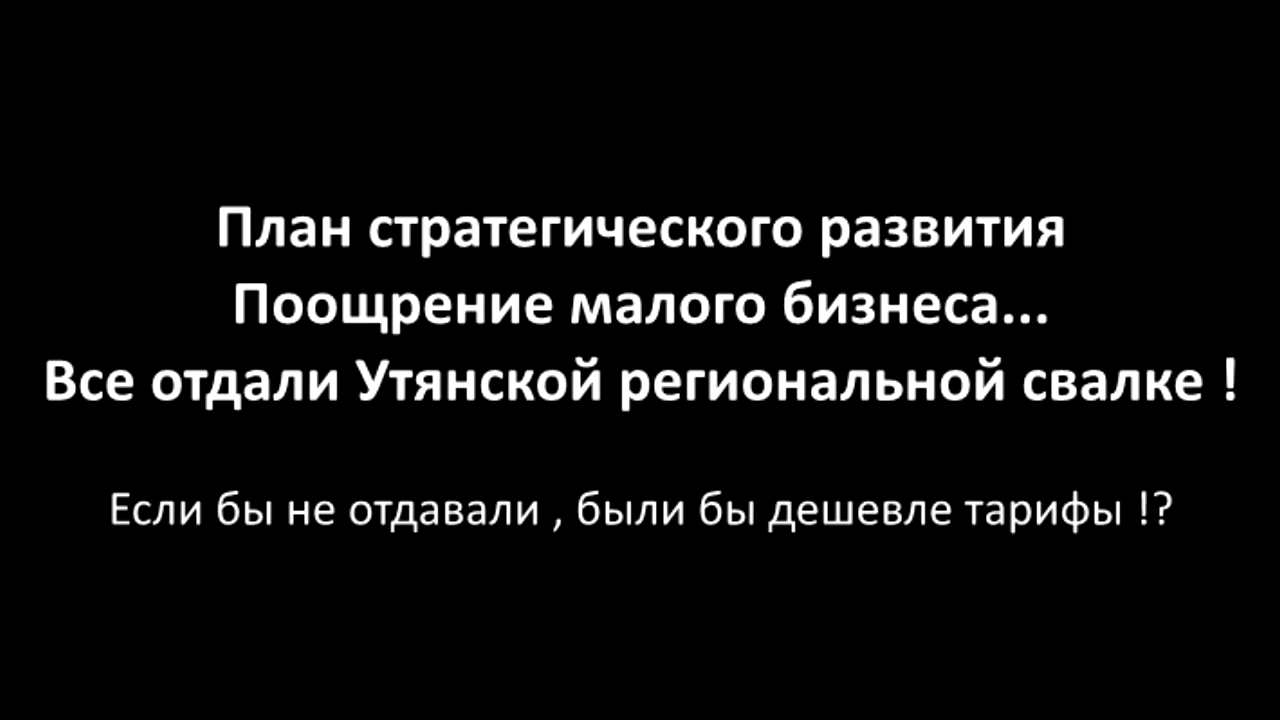 План стратегического развития
Поощрение малого бизнеса...
Все отдали Утянской региональной свалке !
Если бы не отдавали , были бы дешевле тарифы !?